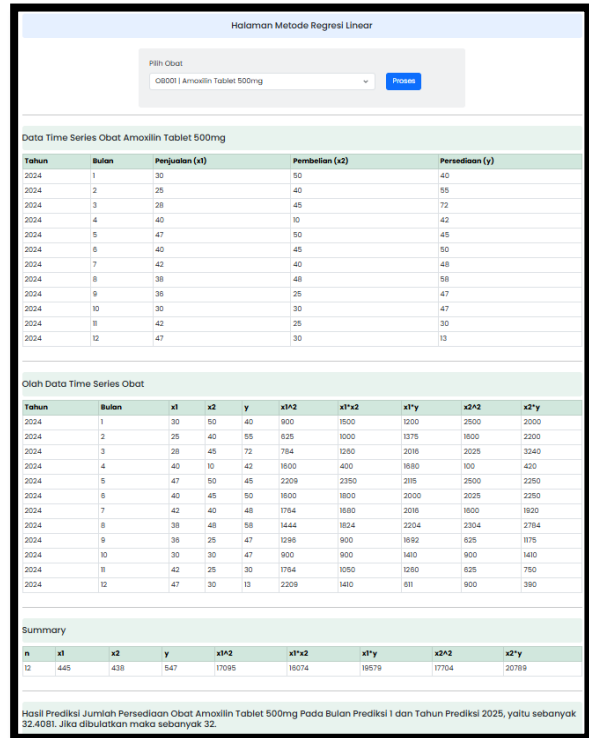 Halaman Metode Regresi Linear
Pilih Obat
OB001 | Amoxilin Tablet 500mg
Proses
Data Time Series Obat Amoxilin Tablet 500mg
Tahun Bulan Penjualan (x1) Pembelian (x2) Persediaan (y)
2024 1 30 50 40
2024 2 25 40 55
2024 3 28 45 72
2024 4 40 10 42
2024 5 47 50 45
2024 6 40 45 50
2024 7 42 40 48
2024 8 38 48 58
2024 9 36 25 47
2024 10 30 30 47
2024 11 42 25 30
2024 12 47 30 13
Olah Data Time Series Obat
Tahun Bulan x1 x2 y x1^2 x1*x2 x1*y x2^2 x2*y
2024 1 30 50 40 900 1500 1200 2500 2000
2024 2 25 40 55 625 1000 1375 1600 2200
2024 3 28 45 72 784 1260 2016 2025 3240
2024 4 40 10 42 1600 400 1680 100 420
2024 5 47 50 45 2209 2350 2115 2500 2250
2024 6 40 45 50 1600 1800 2000 2025 2250
2024 7 42 40 48 1764 1680 2016 1600 1920
2024 8 38 48 58 1444 1824 2204 2304 2784
2024 9 36 25 47 1296 900 1692 625 1175
2024 10 30 30 47 900 900 1410 900 1410
2024 11 42 25 30 1764 1050 1260 625 750
2024 12 47 30 13 2209 1410 611 900 390
Summary
n x1 x2 y x1^2 x1*x2 x1*y x2^2 x2*y
12 445 438 547 17095 16074 19579 17704 20789
Hasil Prediksi Jumlah Persediaan Obat Amoxilin Tablet 500mg Pada Bulan Prediksi 1 dan Tahun Prediksi 2025, yaitu sebanyak
32.4081. Jika dibulatkan maka sebanyak 32.